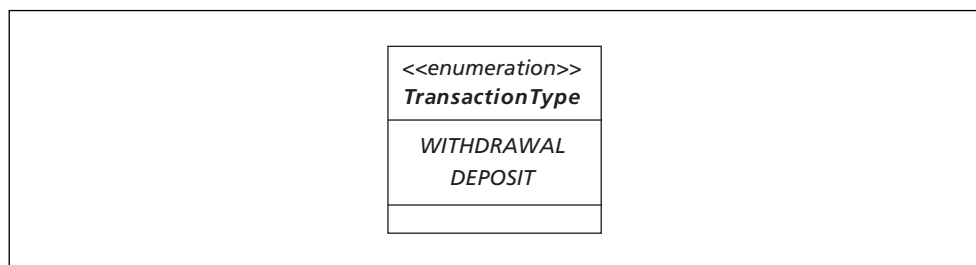 <<enumeration>>
TransactionType
WITHDRAWAL
DEPOSIT